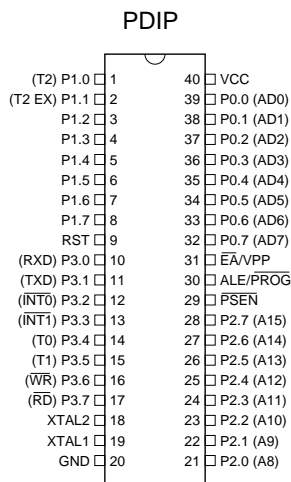 PDIP
(T2) P1.0 1 40 VCC
(T2 EX) P1.1 2 39 P0.0 (AD0)
P1.2 3 38 P0.1 (AD1)
P1.3 4 37 P0.2 (AD2)
P1.4 5 36 P0.3 (AD3)
P1.5 6 35 P0.4 (AD4)
P1.6 7 34 P0.5 (AD5)
P1.7 8 33 P0.6 (AD6)
RST 9 32 P0.7 (AD7)
(RXD) P3.0 10 31 E̅A̅/VPP
(TXD) P3.1 11 30 ALE/P̅R̅O̅G̅
(I̅N̅T̅0̅) P3.2 12 29 P̅S̅E̅N̅
(I̅N̅T̅1̅) P3.3 13 28 P2.7 (A15)
(T0) P3.4 14 27 P2.6 (A14)
(T1) P3.5 15 26 P2.5 (A13)
(W̅R̅) P3.6 16 25 P2.4 (A12)
(R̅D̅) P3.7 17 24 P2.3 (A11)
XTAL2 18 23 P2.2 (A10)
XTAL1 19 22 P2.1 (A9)
GND 20 21 P2.0 (A8)